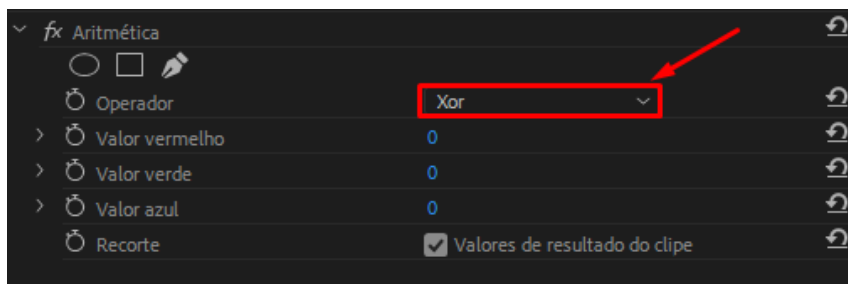 fx Aritmética
Operador Xor
Valor vermelho 0
Valor verde 0
Valor azul 0
Recorte Valores de resultado do clipe